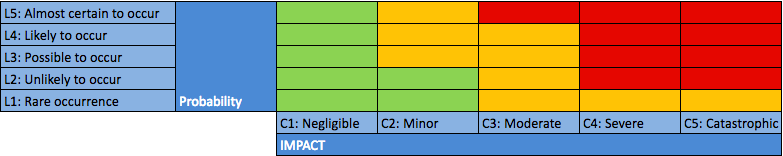 L5: Almost certain to occur
L4: Likely to occur
L3: Possible to occur
L2: Unlikely to occur
L1: Rare occurrence
Probability
C1: Negligible C2: Minor C3: Moderate C4: Severe C5: Catastrophic
IMPACT